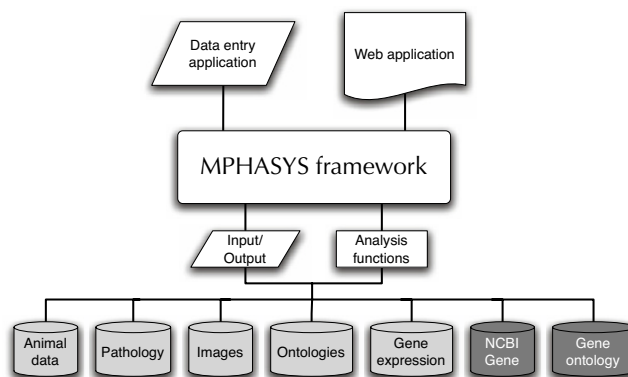 Data entry
application
Web application
MPHASYS framework
Input/
Output
Analysis
functions
Animal
data
Pathology
Images
Ontologies
Gene
expression
NCBI
Gene
Gene
ontology